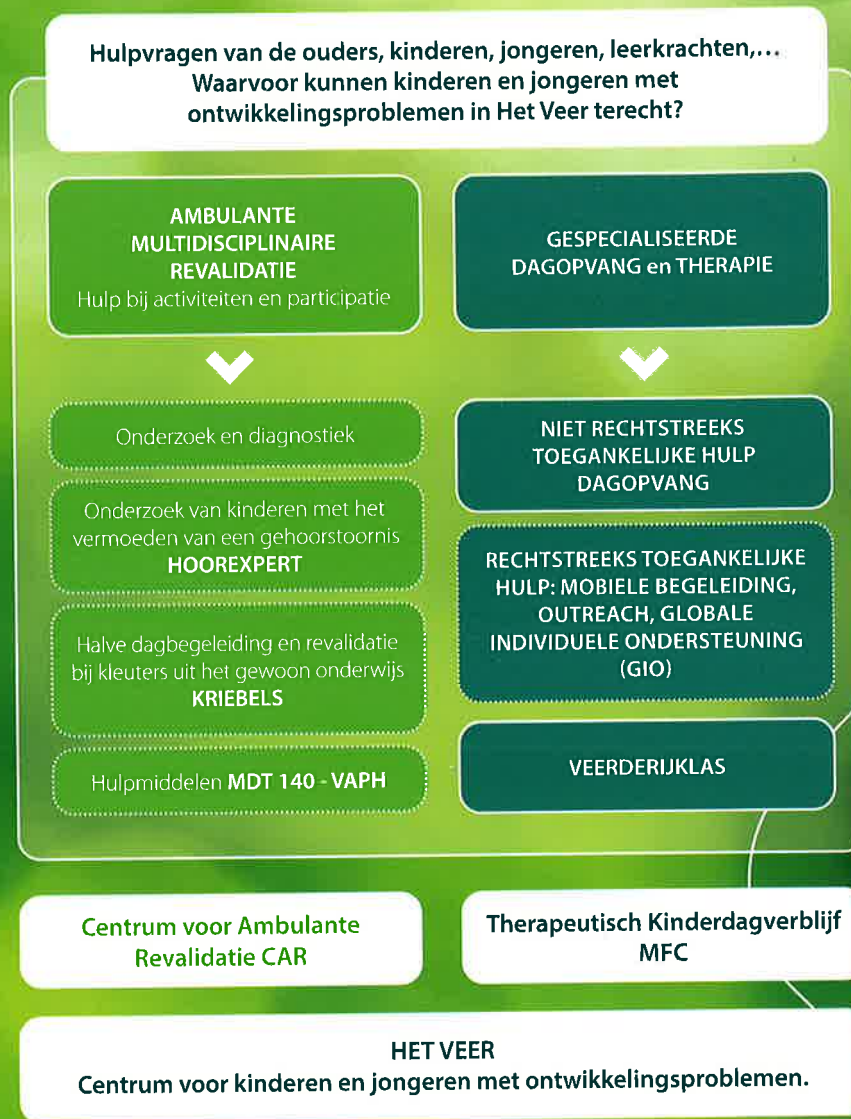 Hulpvragen van de ouders, kinderen, jongeren, leerkrachten,...
Waarvoor kunnen kinderen en jongeren met
ontwikkelingsproblemen in Het Veer terecht?
AMBULANTE
MULTIDISCIPLINAIRE
REVALIDATIE
Hulp bij activiteiten en participatie
Onderzoek en diagnostiek
Onderzoek van kinderen met het
vermoeden van een gehoorstoornis
HOOREXPERT
Halve dagbegeleiding en revalidatie
bij kleuters uit het gewoon onderwijs
KRIEBELS
Hulpmiddelen MDT 140 - VAPH
GESPECIALISEERDE
DAGOPVANG en THERAPIE
NIET RECHTSTREEKS
TOEGANKELIJKE HULP
DAGOPVANG
RECHTSTREEKS TOEGANKELIJKE
HULP: MOBIELE BEGELEIDING,
OUTREACH, GLOBALE
INDIVIDUELE ONDERSTEUNING
(GIO)
VEERDERIJKLAS
Centrum voor Ambulante
Revalidatie CAR
Therapeutisch Kinderdagverblijf
MFC
HET VEER
Centrum voor kinderen en jongeren met ontwikkelingsproblemen.